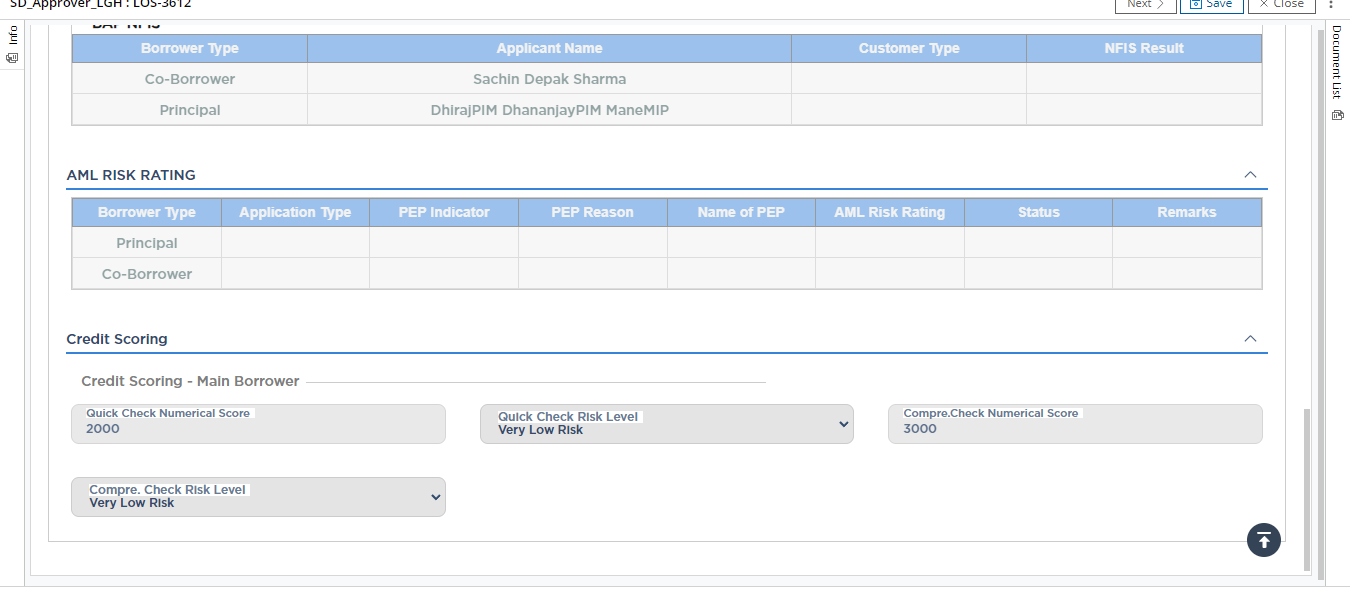 SD_Approver_LGH : LOS-3612
Next
Save
Close
Info
Document List
BAP NFIS
Borrower Type Applicant Name Customer Type NFIS Result
Co-Borrower Sachin Depak Sharma
Principal DhirajPIM DhananjayPIM ManeMIP
AML RISK RATING
Borrower Type Application Type PEP Indicator PEP Reason Name of PEP AML Risk Rating Status Remarks
Principal
Co-Borrower
Credit Scoring
Credit Scoring - Main Borrower
Quick Check Numerical Score
2000
Quick Check Risk Level
Very Low Risk
Compre.Check Numerical Score
3000
Compre. Check Risk Level
Very Low Risk